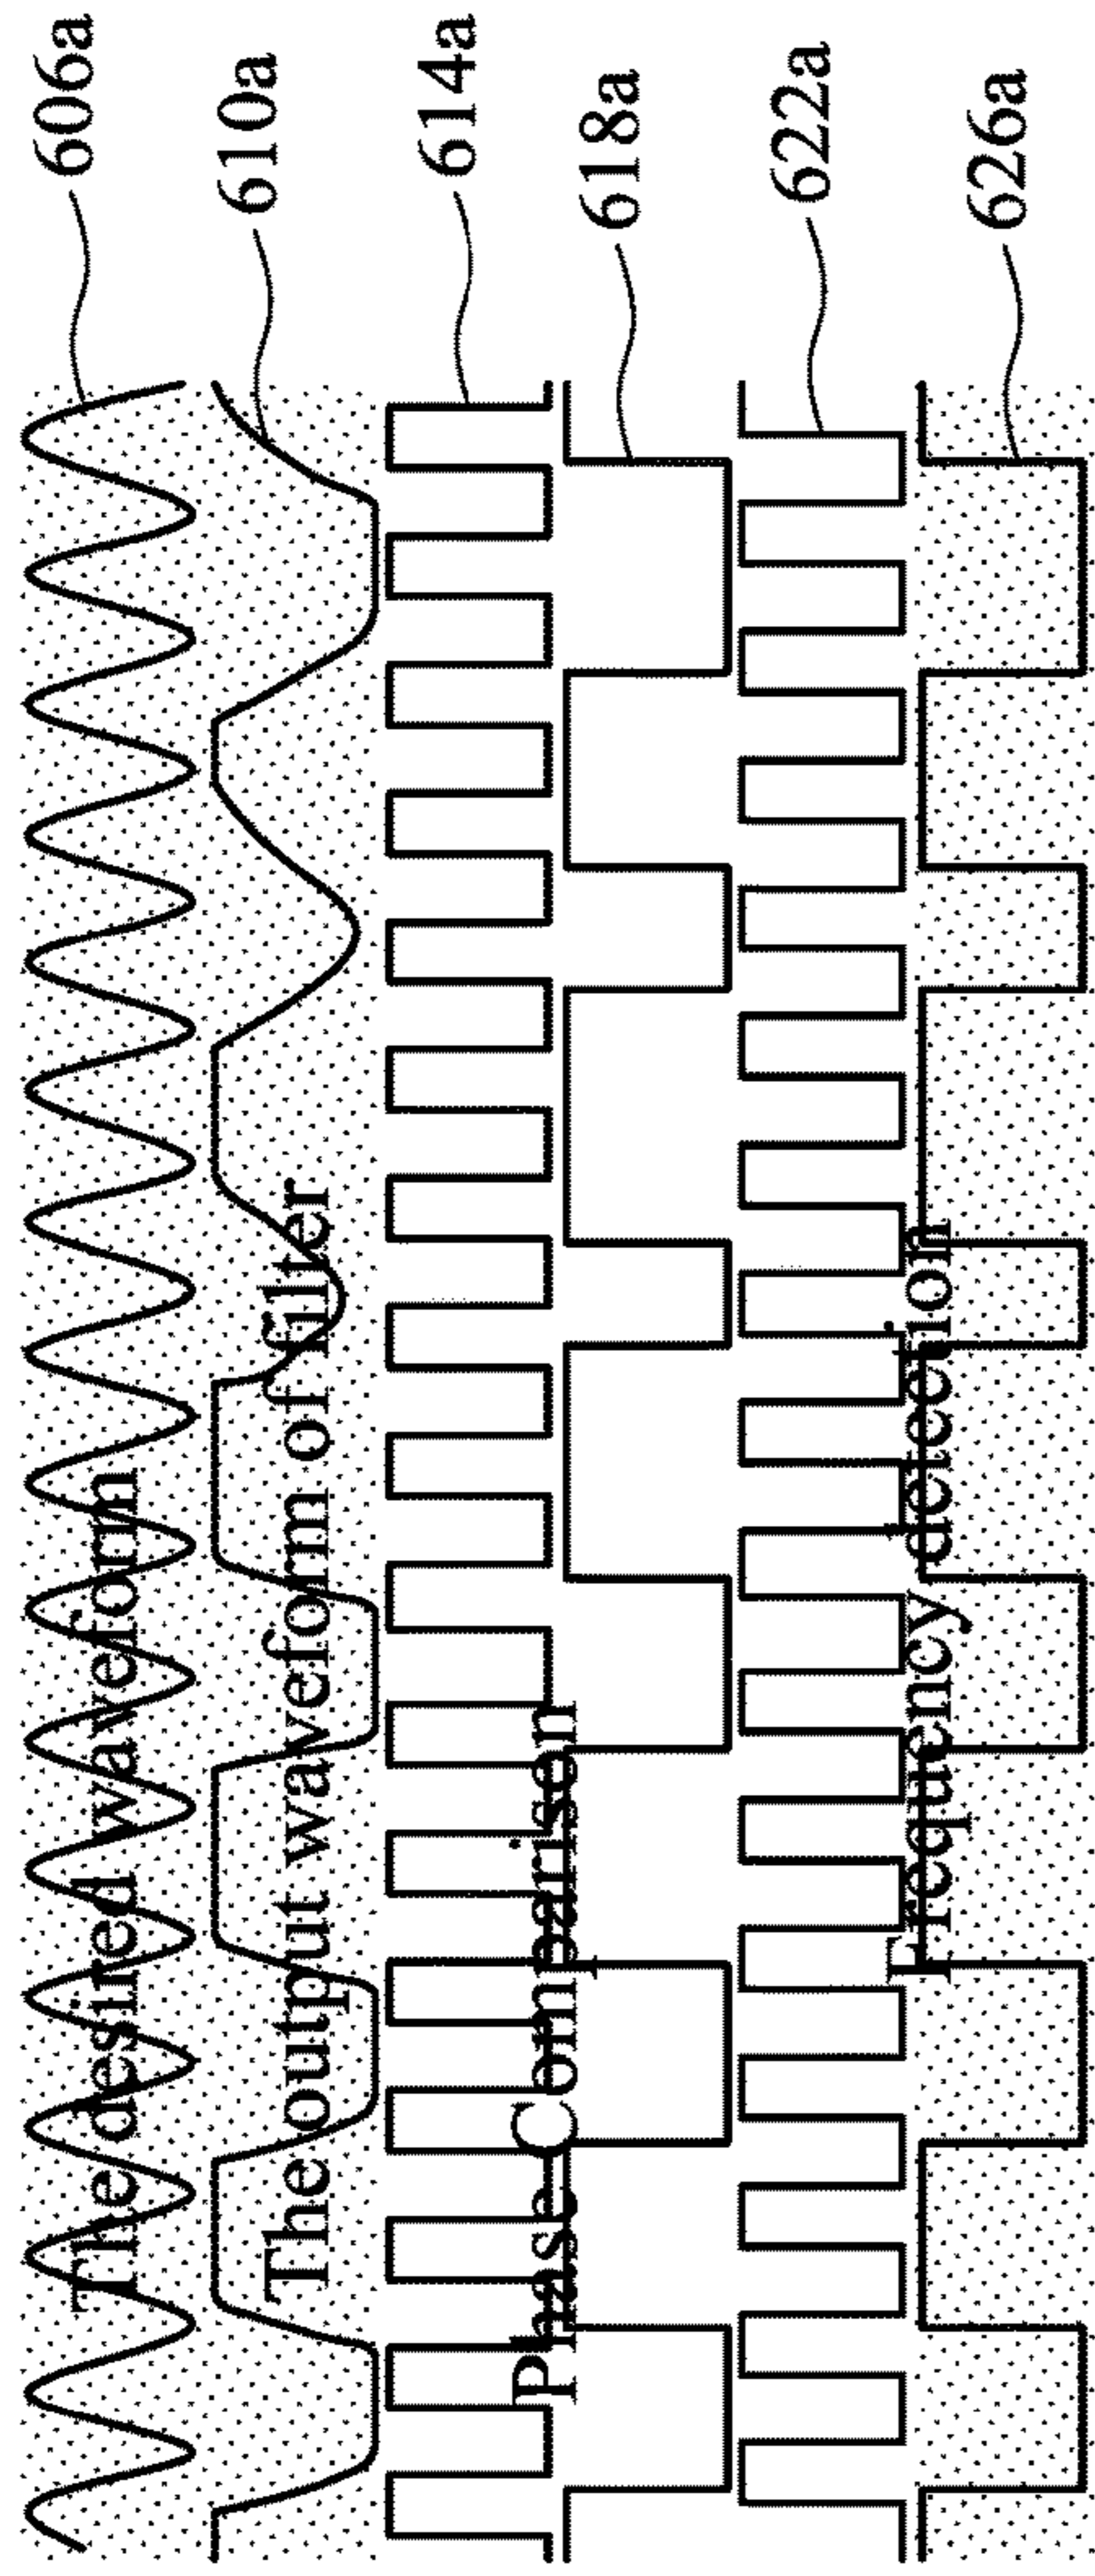 The desired waveform
606a
The output waveform of filter
610a
614a
Phase Comparison
618a
622a
Frequency detection
626a